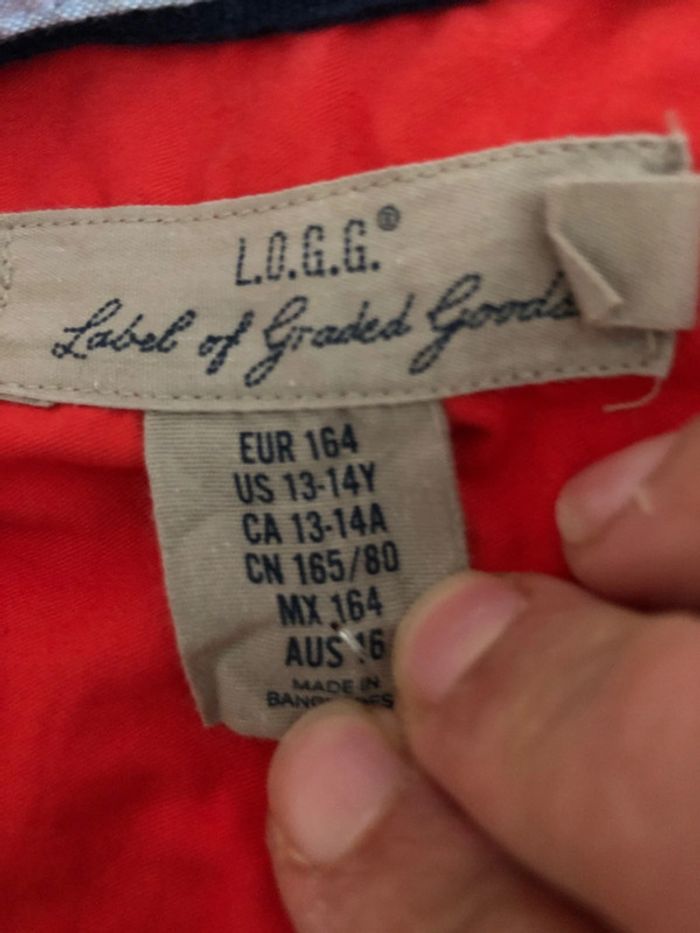 L.O.G.G.®
Label of Graded Goods
EUR 164
US 13-14Y
CA 13-14A
CN 165/80
MX 164
AUS 16
MADE IN